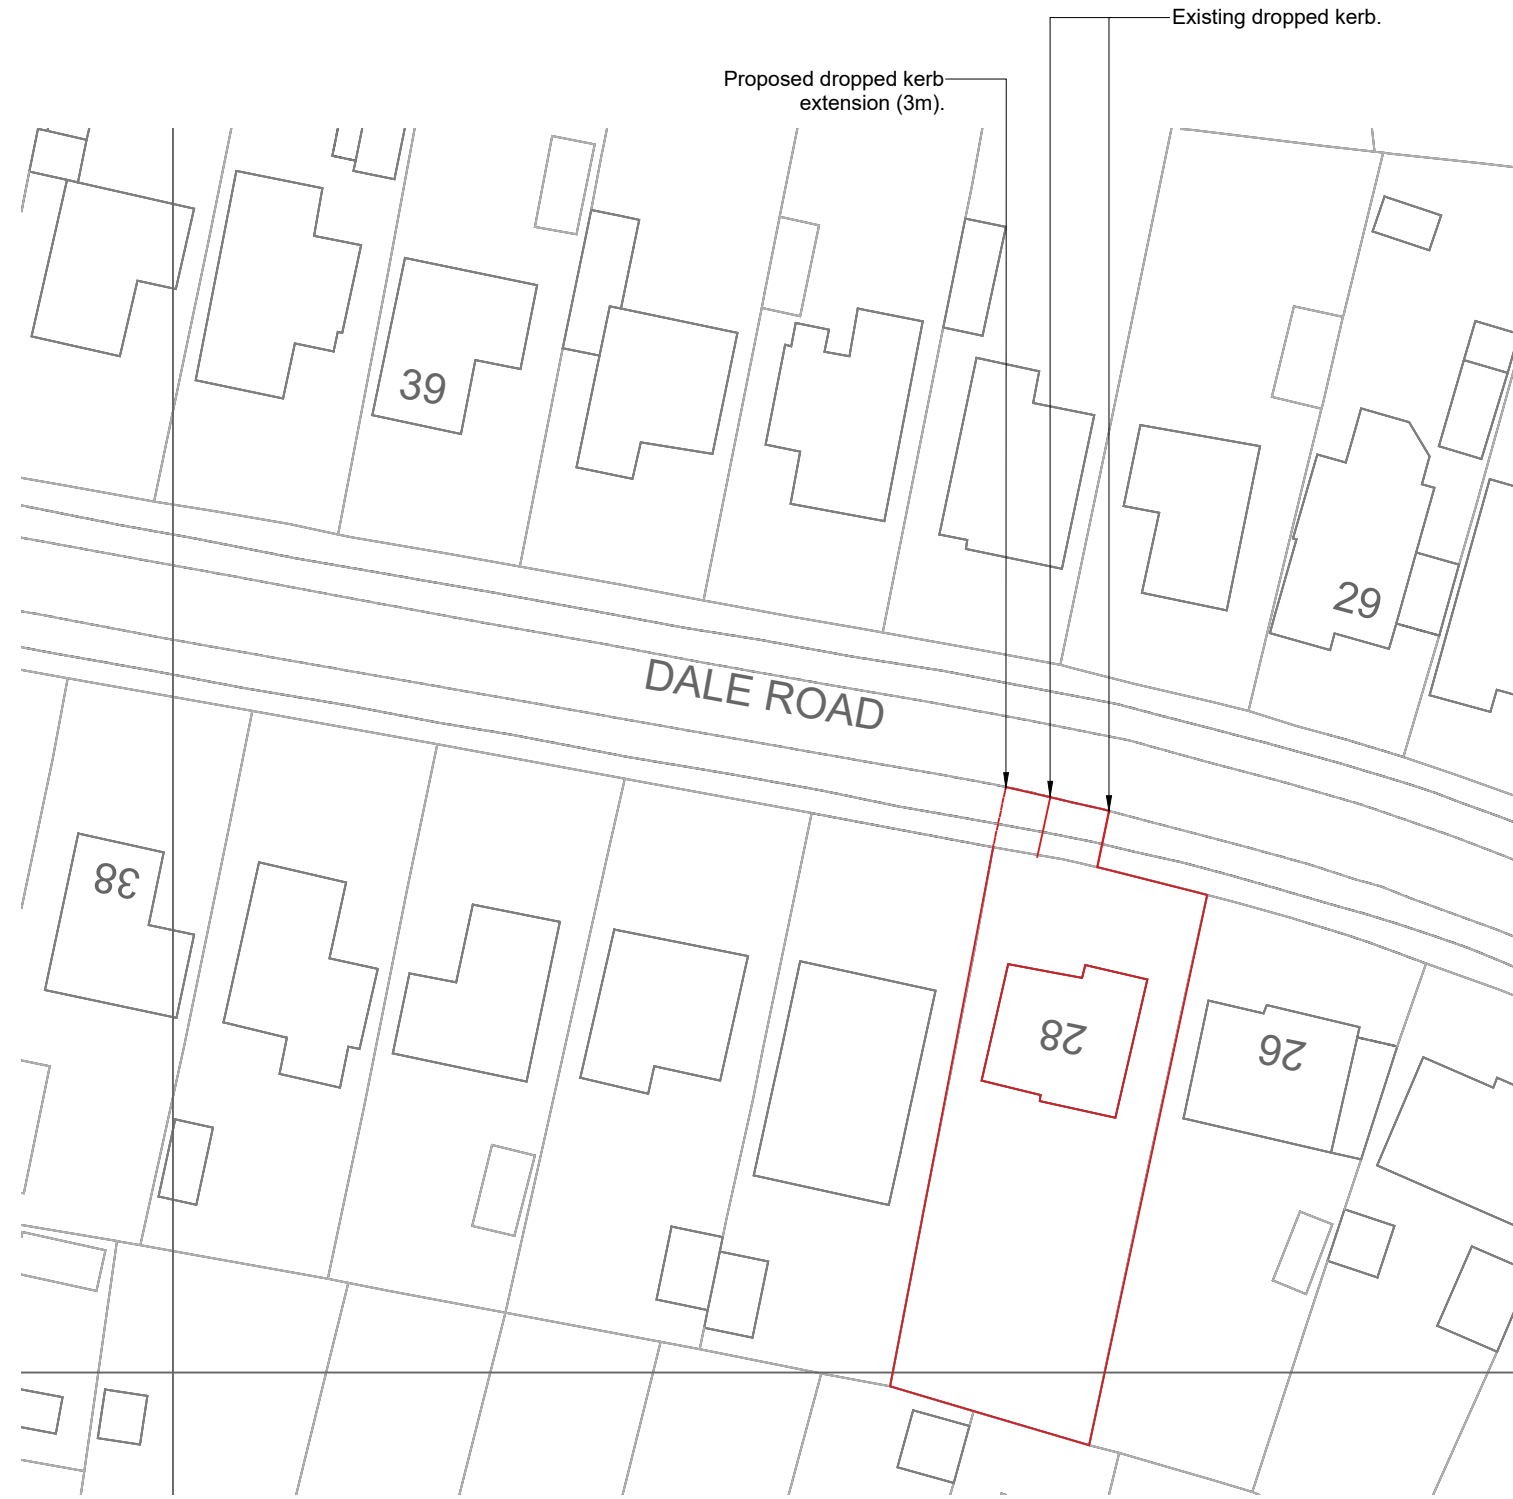 Existing dropped kerb.
Proposed dropped kerb
extension (3m).
39
29
DALE ROAD
38
28
26